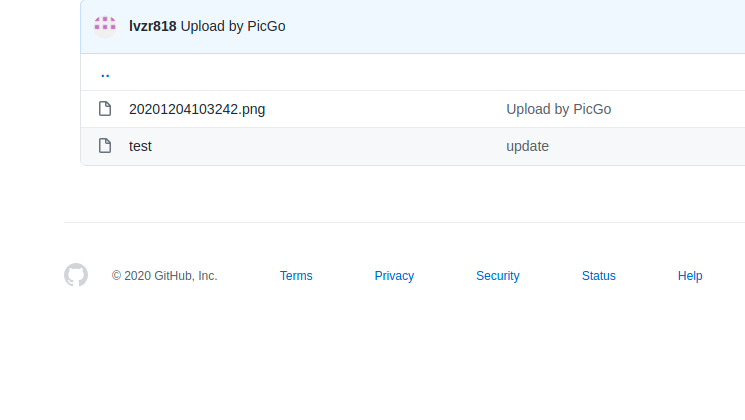 lvzr818 Upload by PicGo
..
20201204103242.png Upload by PicGo
test update
© 2020 GitHub, Inc. Terms Privacy Security Status Help